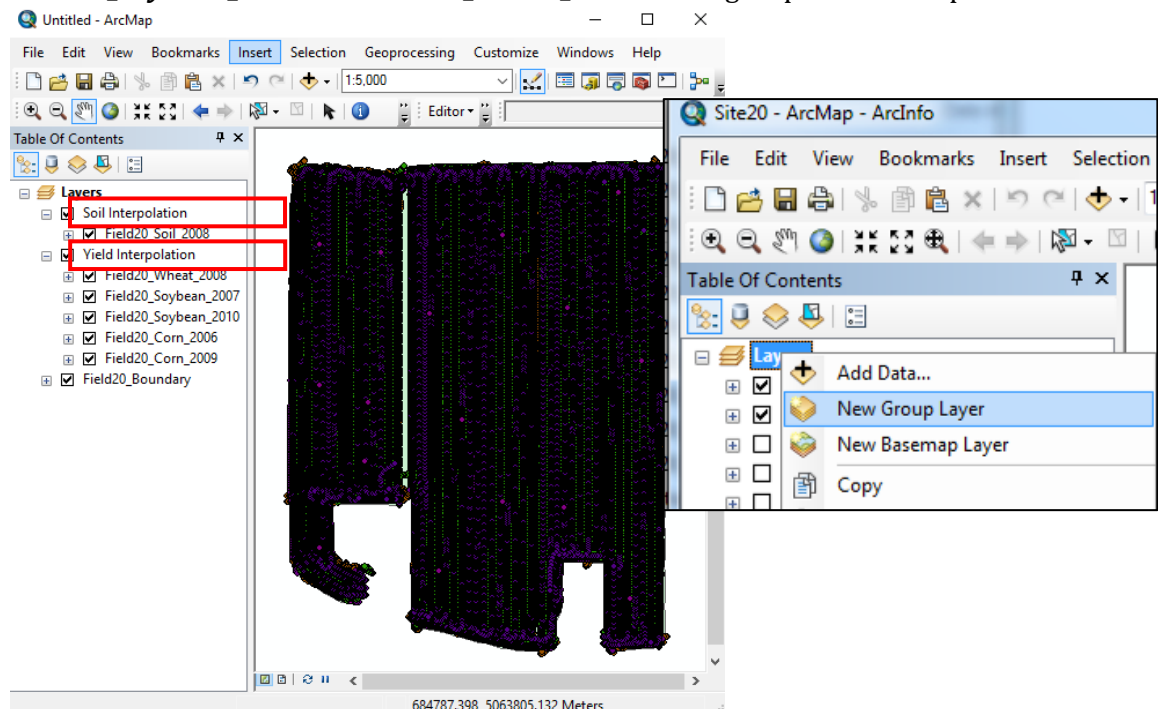 Untitled - ArcMap
File Edit View Bookmarks Insert Selection Geoprocessing Customize Windows Help
1:5,000
Editor
Table Of Contents
Layers
Soil Interpolation
Field20_Soil_2008
Yield Interpolation
Field20_Wheat_2008
Field20_Soybean_2007
Field20_Soybean_2010
Field20_Corn_2006
Field20_Corn_2009
Field20_Boundary
684787.398 5063805.132 Meters
Site20 - ArcMap - ArcInfo
File Edit View Bookmarks Insert Selection
1
Table Of Contents
Lay
Add Data...
New Group Layer
New Basemap Layer
Copy